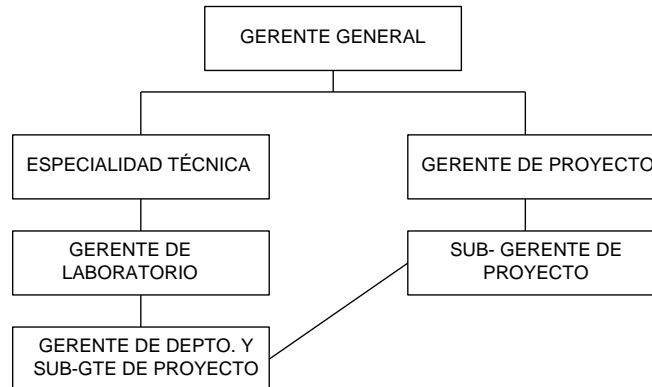 GERENTE GENERAL
ESPECIALIDAD TÉCNICA
GERENTE DE PROYECTO
GERENTE DE
LABORATORIO
SUB- GERENTE DE
PROYECTO
GERENTE DE DEPTO. Y
SUB-GTE DE PROYECTO